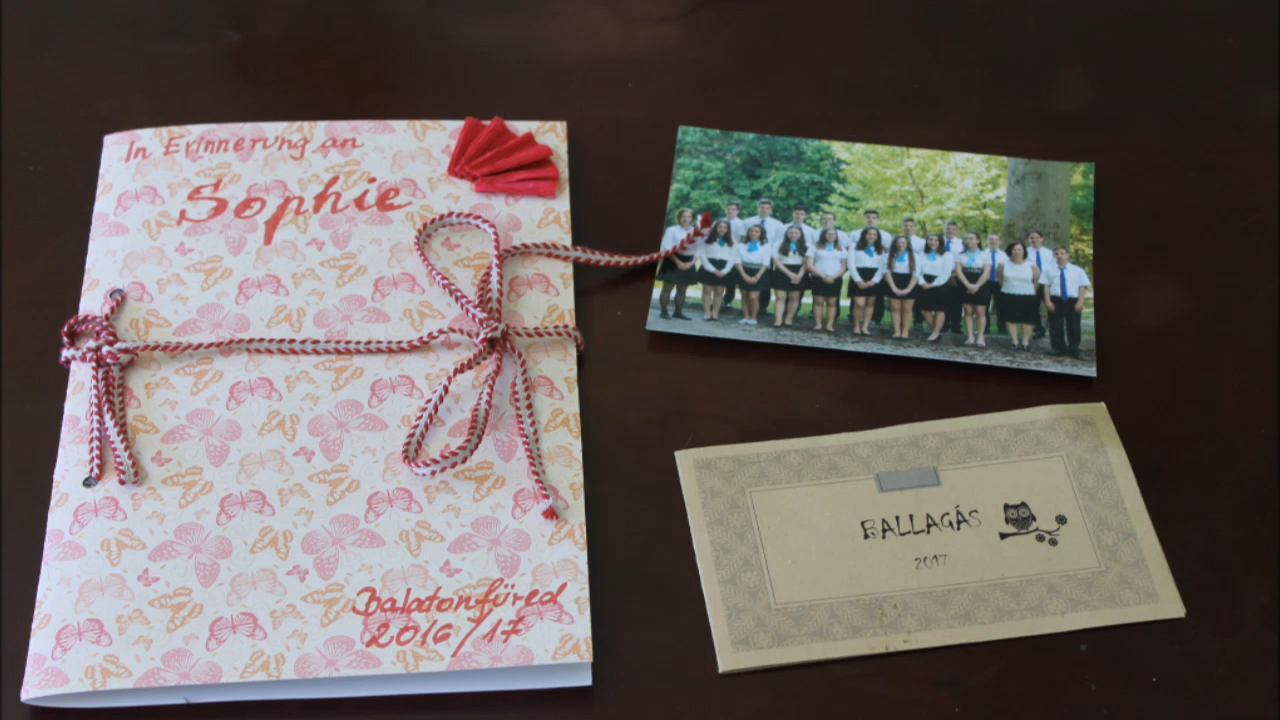 In Erinnerung an
Sophie
Balatonfüred
2016/17
BALLAGÁS
2017